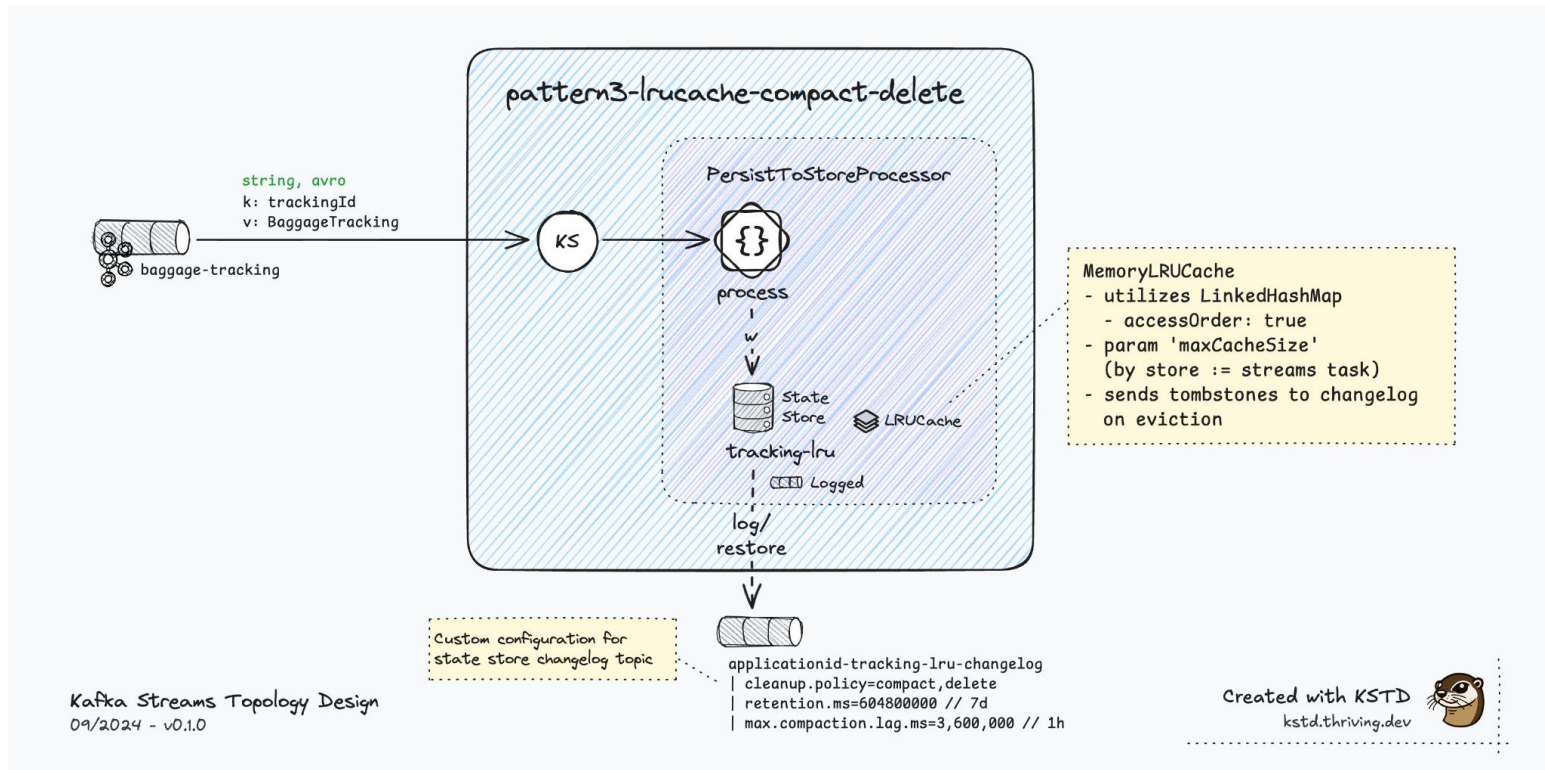 pattern3-lrucache-compact-delete
PersistToStoreProcessor
string, avro
k: trackingId
v: BaggageTracking
baggage-tracking
KS
{}
process
w
State
Store
LRUCache
tracking-lru
Logged
log/
restore
MemoryLRUCache
- utilizes LinkedHashMap
- accessOrder: true
- param 'maxCacheSize'
(by store := streams task)
- sends tombstones to changelog
on eviction
Custom configuration for
state store changelog topic
applicationid-tracking-lru-changelog
| cleanup.policy=compact,delete
| retention.ms=604800000 // 7d
| max.compaction.lag.ms=3,600,000 // 1h
Kafka Streams Topology Design
09/2024 - v0.1.0
Created with KSTD
kstd.thriving.dev